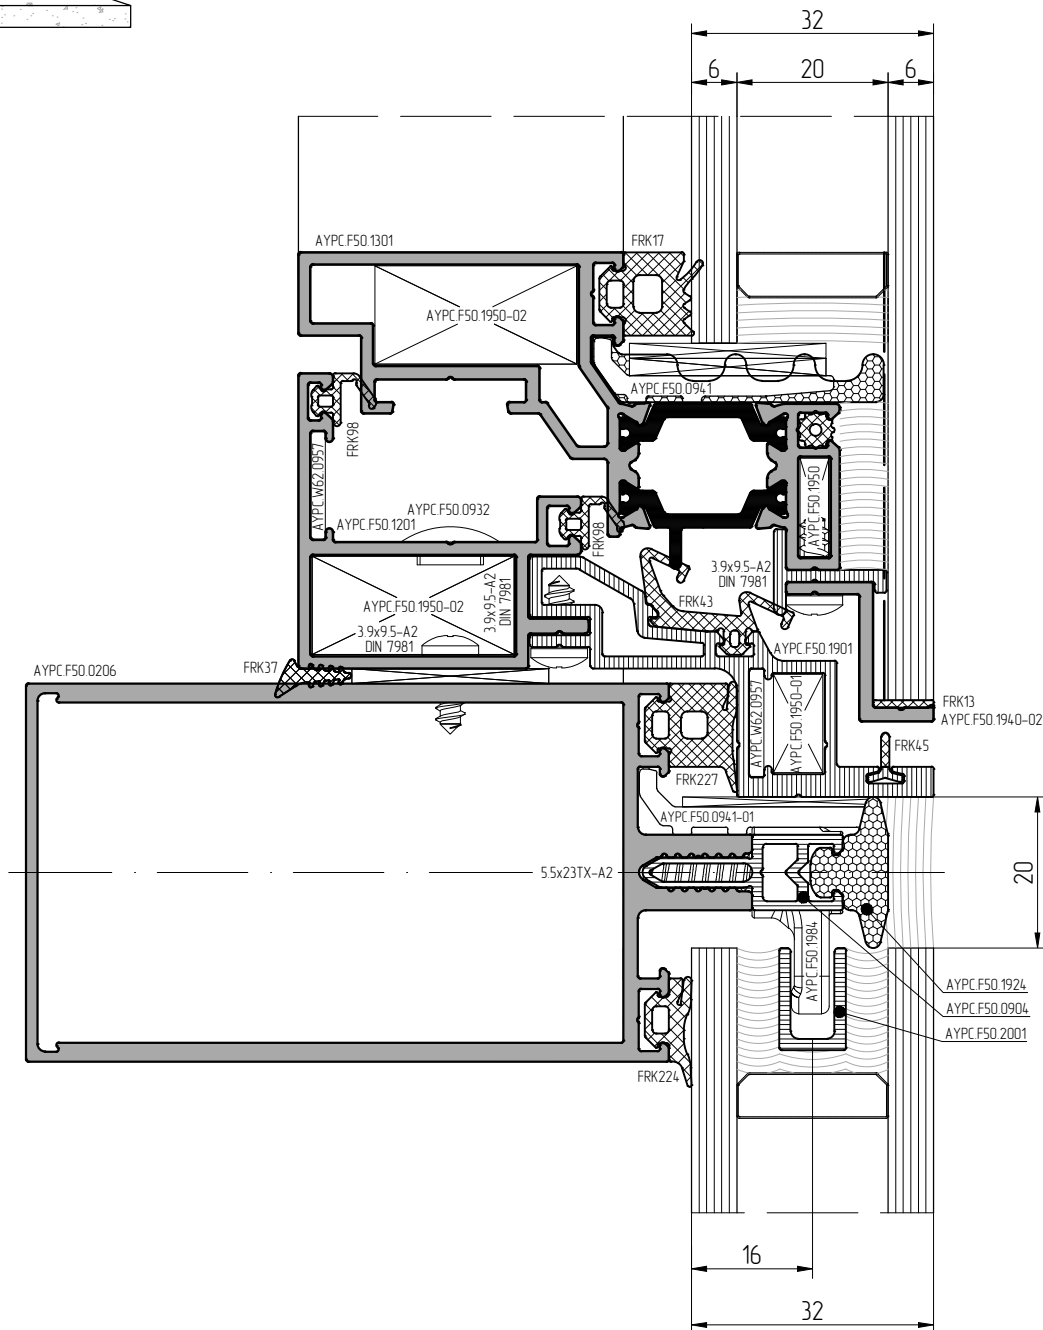 32
6
20
6
AYPC.F50.1301
FRK17
AYPC.F50.1950-02
AYPC.F50.0941
FRK98
AYPC.W62.0957
AYPC.F50.0932
AYPC.F50.1201
FRK98
AYPC.F50.1950
3.9x9.5-A2
DIN 7981
3.9x9.5-A2
DIN 7981
AYPC.F50.1950-02
3.9x9.5-A2
DIN 7981
FRK43
AYPC.F50.1901
AYPC.F50.0206
FRK37
AYPC.W62.0957
AYPC.F50.1950-01
FRK13
AYPC.F50.1940-02
FRK45
FRK227
AYPC.F50.0941-01
5.5x23TX-A2
20
AYPC.F50.1984
AYPC.F50.1924
AYPC.F50.0904
AYPC.F50.2001
FRK224
16
32